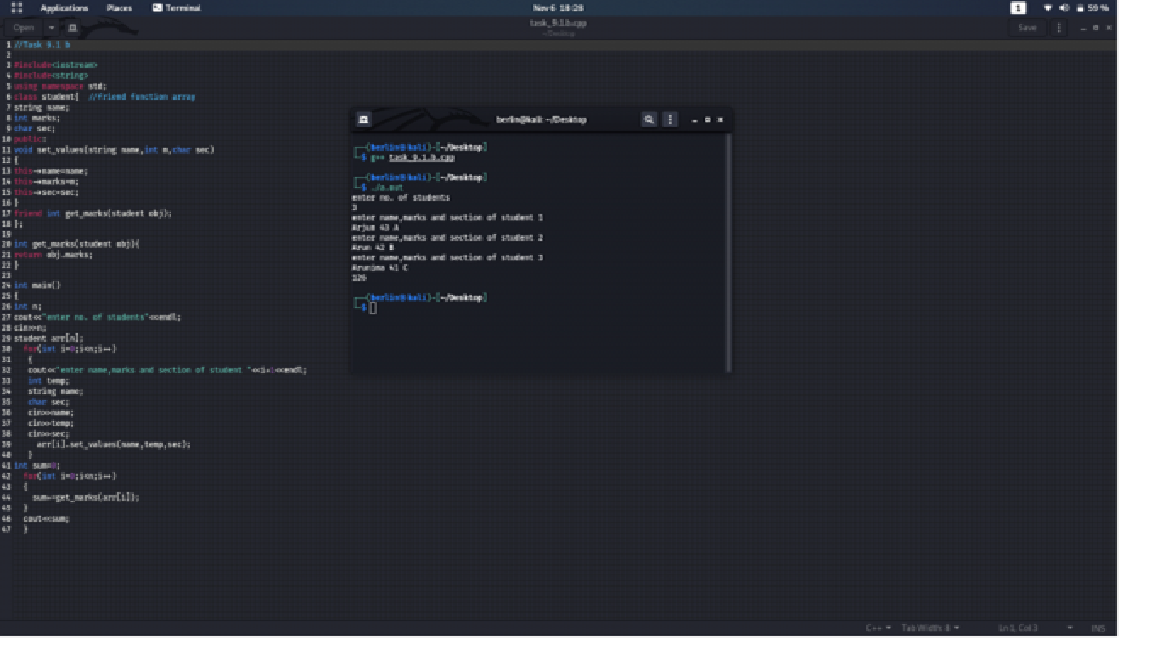 Applications Places Terminal Nov 6 18:28 1 59 %
Open task_9.1.b.cpp Save
~/Desktop
1 //Task 9.1 b
2
3 #include<iostream>
4 #include<string>
5 using namespace std;
6 class student{ //friend function array
7 string name;
8 int marks;
9 char sec;
10 public:
11 void set_values(string name,int m,char sec)
12 {
13 this->name=name;
14 this->marks=m;
15 this->sec=sec;
16 }
17 friend int get_marks(student obj);
18 };
19
20 int get_marks(student obj){
21 return obj.marks;
22 }
23
24 int main()
25 {
26 int n;
27 cout<<"enter no. of students"<<endl;
28 cin>>n;
29 student arr[n];
30 for(int i=0;i<n;i++)
31 {
32 cout<<"enter name,marks and section of student "<<i+1<<endl;
33 int temp;
34 string name;
35 char sec;
36 cin>>name;
37 cin>>temp;
38 cin>>sec;
39 arr[i].set_values(name,temp,sec);
40 }
41 int sum=0;
42 for(int i=0;i<n;i++)
43 {
44 sum+=get_marks(arr[i]);
45 }
46 cout<<sum;
47 }
berlin@kali: ~/Desktop
(berlin@kali)-[~/Desktop]
$ g++ task_9.1.b.cpp
(berlin@kali)-[~/Desktop]
$ ./a.out
enter no. of students
3
enter name,marks and section of student 1
Arjun 43 A
enter name,marks and section of student 2
Arun 42 B
enter name,marks and section of student 3
Arunima 41 C
126
(berlin@kali)-[~/Desktop]
$
C++ Tab Width: 8 Ln 1, Col 3 INS